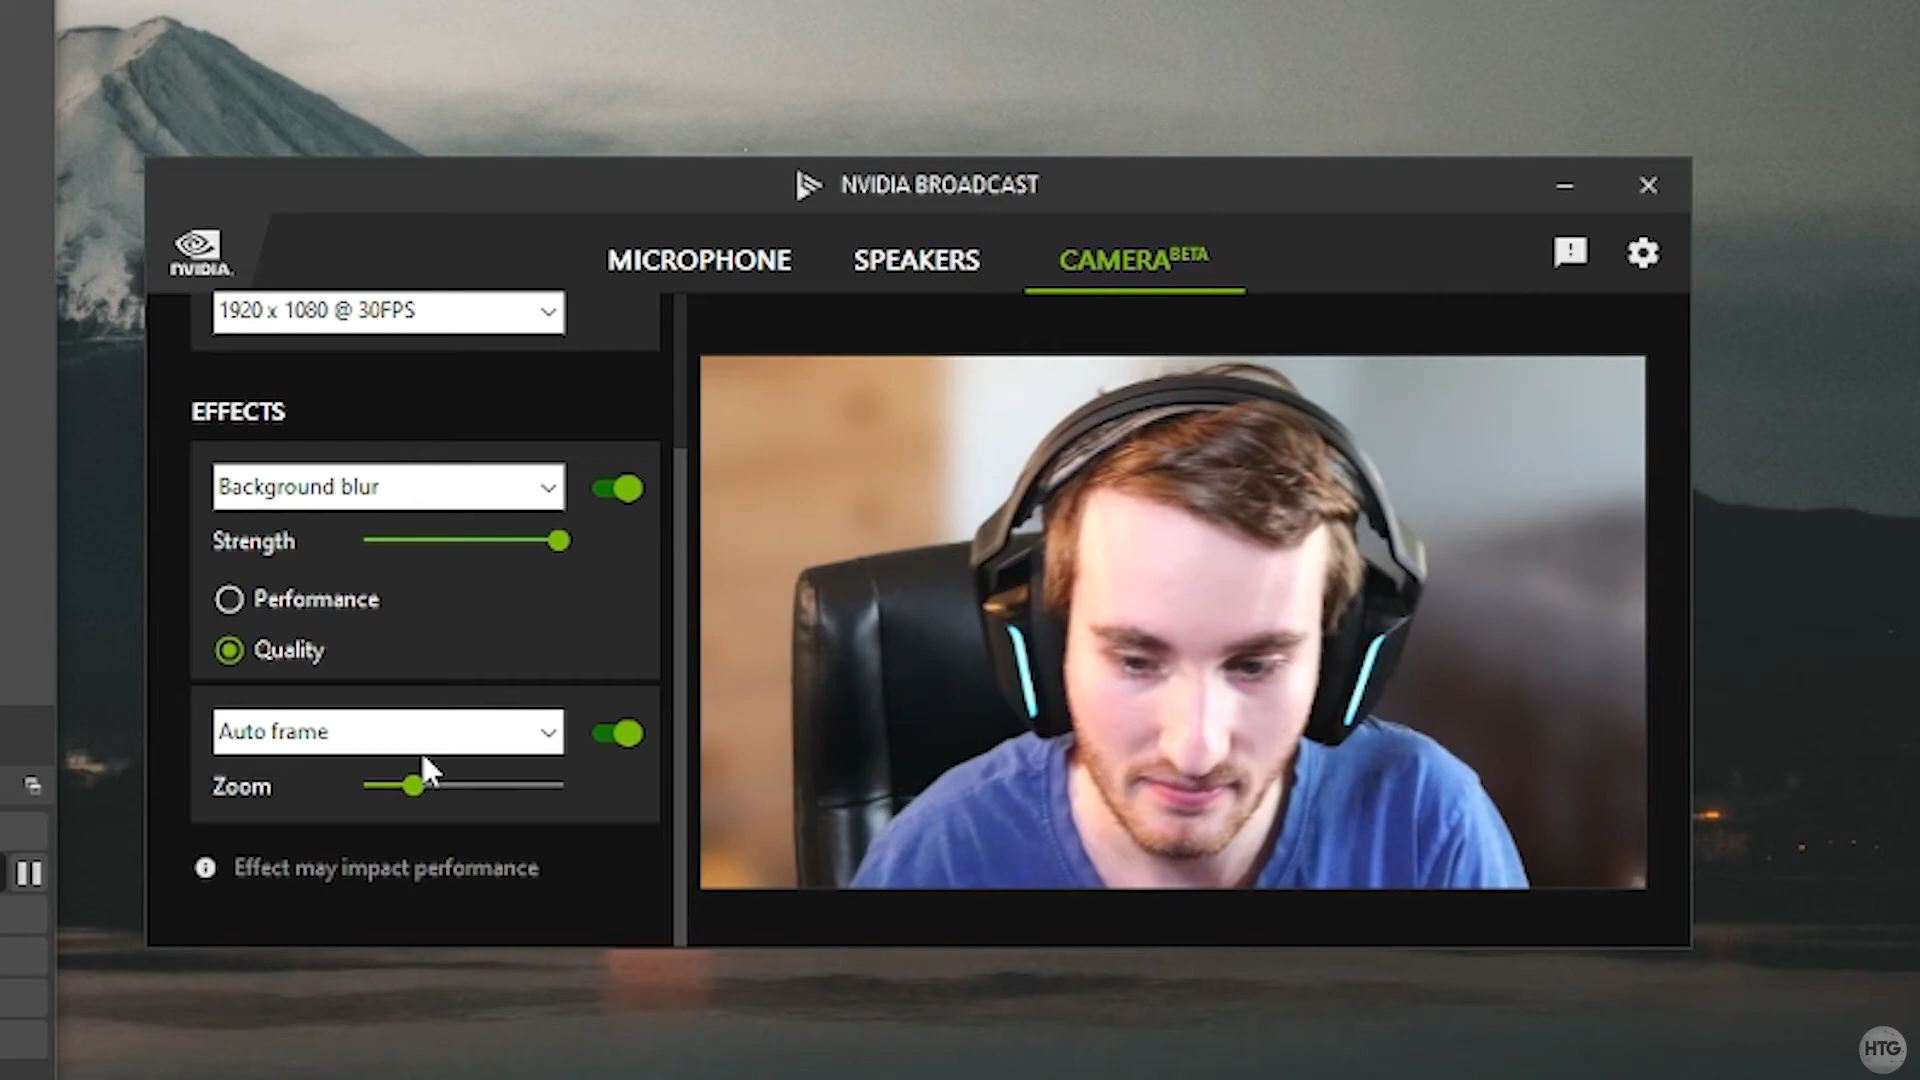 NVIDIA BROADCAST
NVIDIA.
MICROPHONE
SPEAKERS
CAMERA BETA
1920 x 1080 @ 30FPS
EFFECTS
Background blur
Strength
Performance
Quality
Auto frame
Zoom
Effect may impact performance
HTG